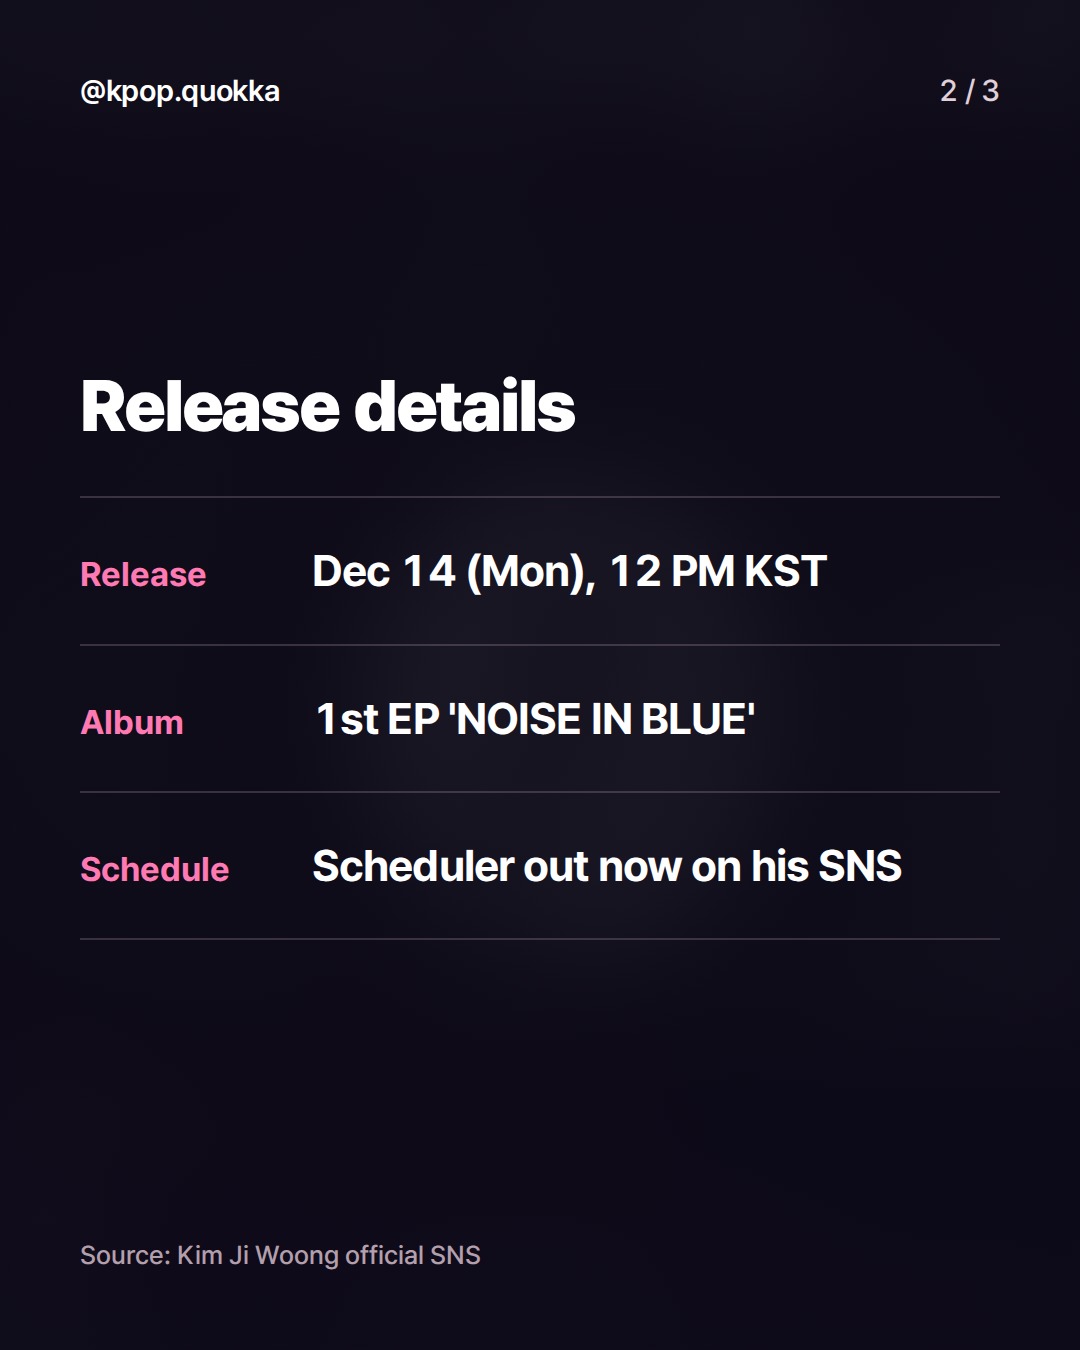 @kpop.quokka
2 / 3
Release details
Release
Dec 14 (Mon), 12 PM KST
Album
1st EP 'NOISE IN BLUE'
Schedule
Scheduler out now on his SNS
Source: Kim Ji Woong official SNS